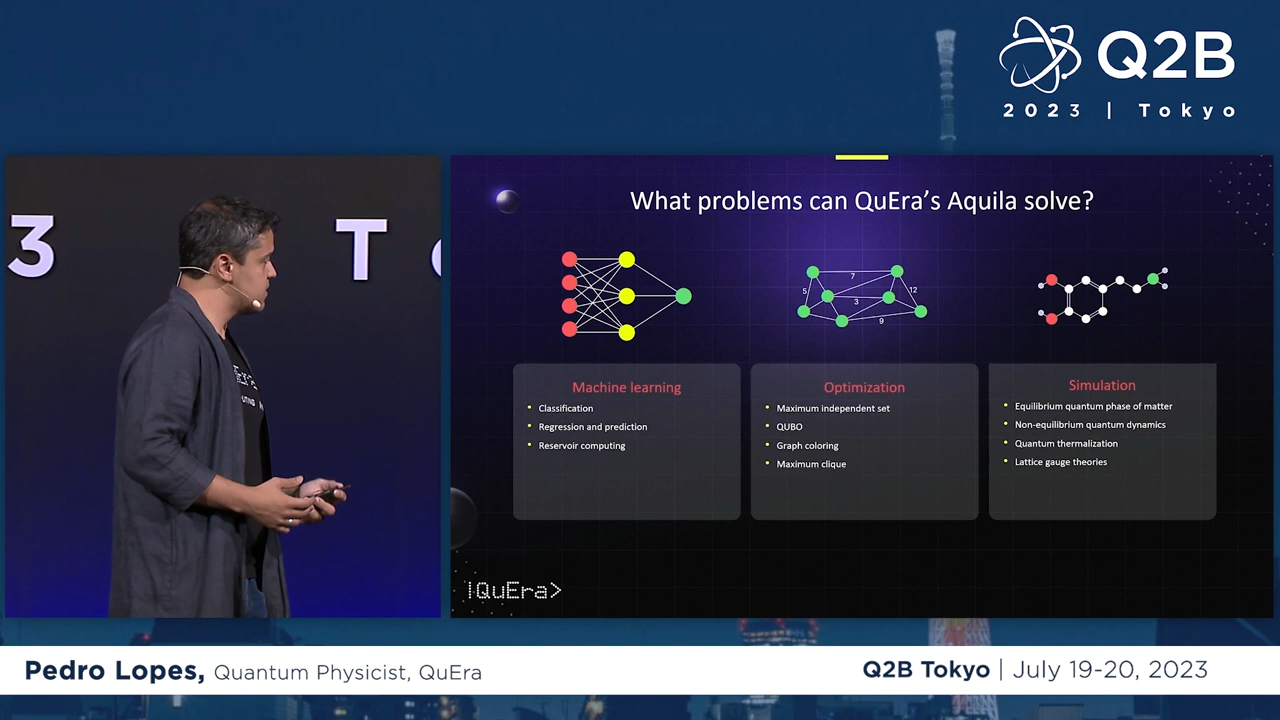 Q2B
2023 | Tokyo
3 T
What problems can QuEra's Aquila solve?
7
5
12
3
9
Machine learning
• Classification
• Regression and prediction
• Reservoir computing
Optimization
• Maximum independent set
• QUBO
• Graph coloring
• Maximum clique
Simulation
• Equilibrium quantum phase of matter
• Non-equilibrium quantum dynamics
• Quantum thermalization
• Lattice gauge theories
|QuEra>
Pedro Lopes, Quantum Physicist, QuEra
Q2B Tokyo | July 19-20, 2023